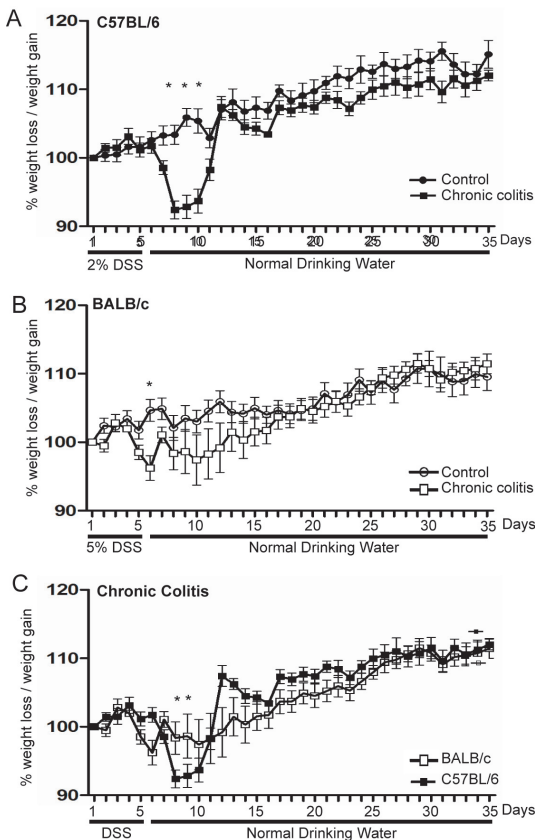 A
C57BL/6
% weight loss / weight gain
120
110
100
90
* * *
Control
Chronic colitis
1 5 10 15 20 25 30 35 Days
2% DSS Normal Drinking Water
B
BALB/c
% weight loss / weight gain
120
110
100
90
*
Control
Chronic colitis
1 5 10 15 20 25 30 35 Days
5% DSS Normal Drinking Water
C
Chronic Colitis
% weight loss / weight gain
120
110
100
90
* *
BALB/c
C57BL/6
1 5 10 15 20 25 30 35 Days
DSS Normal Drinking Water